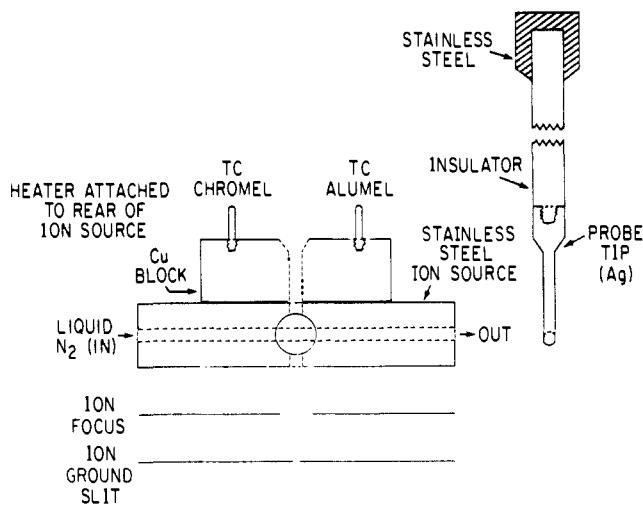 STAINLESS
STEEL
INSULATOR
PROBE
TIP
(Ag)
TC
CHROMEL
TC
ALUMEL
HEATER ATTACHED
TO REAR OF
ION SOURCE
Cu
BLOCK
STAINLESS
STEEL
ION SOURCE
LIQUID
N₂ (IN)
OUT
ION
FOCUS
ION
GROUND
SLIT